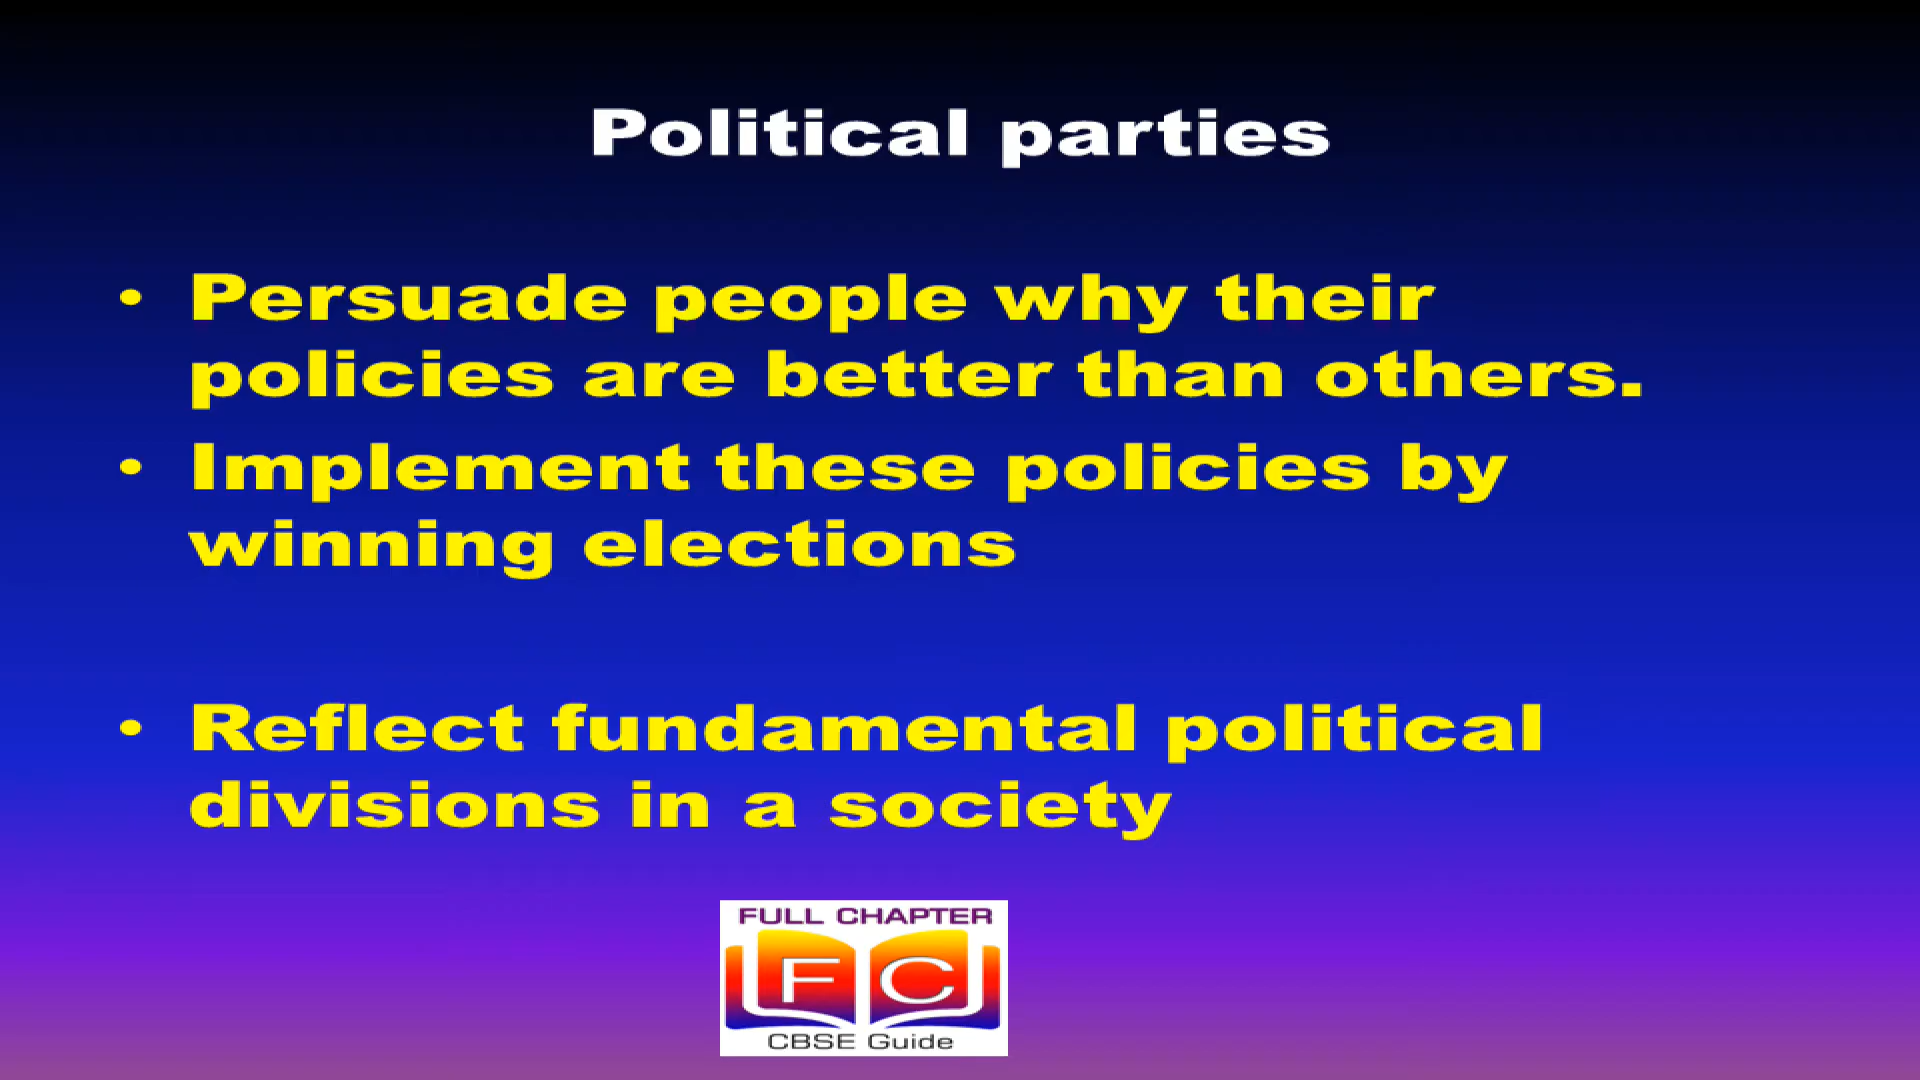 Political parties
• Persuade people why their
policies are better than others.
• Implement these policies by
winning elections
• Reflect fundamental political
divisions in a society
FULL CHAPTER
FC
CBSE Guide